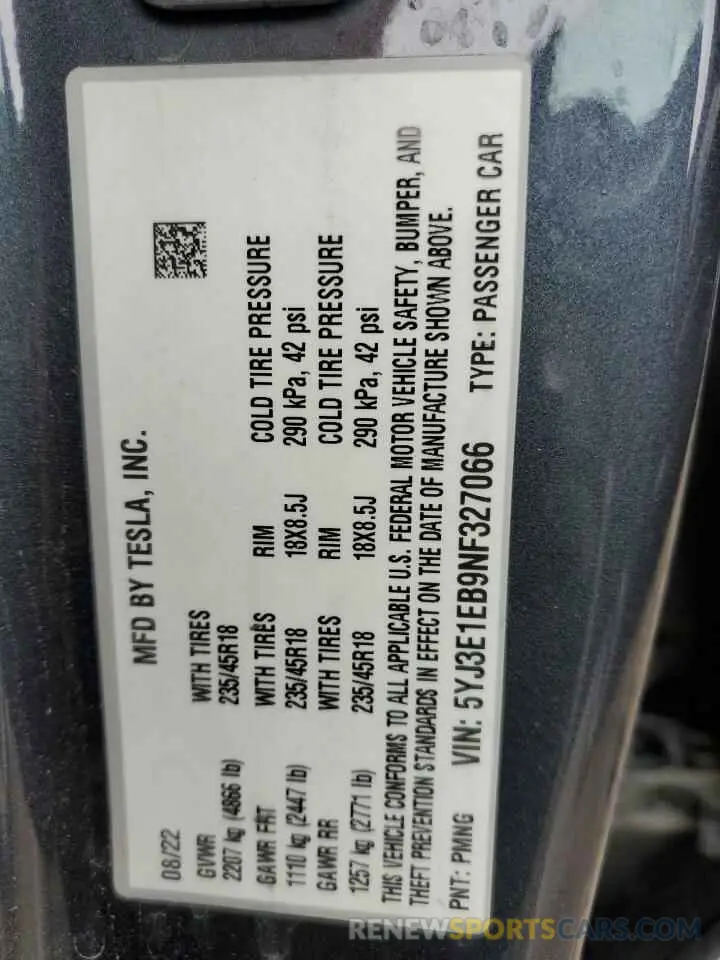 MFD BY TESLA, INC.
08/22
GVWR WITH TIRES
2207 kg (4866 lb) 235/45R18
GAWR FRT WITH TIRES RIM COLD TIRE PRESSURE
1110 kg (2447 lb) 235/45R18 18X8.5J 290 kPa, 42 psi
GAWR RR WITH TIRES RIM COLD TIRE PRESSURE
1257 kg (2771 lb) 235/45R18 18X8.5J 290 kPa, 42 psi
THIS VEHICLE CONFORMS TO ALL APPLICABLE U.S. FEDERAL MOTOR VEHICLE SAFETY, BUMPER, AND
THEFT PREVENTION STANDARDS IN EFFECT ON THE DATE OF MANUFACTURE SHOWN ABOVE.
PNT: PMNG VIN: 5YJ3E1EB9NF327066 TYPE: PASSENGER CAR
RENEWSPORTSCARS.COM